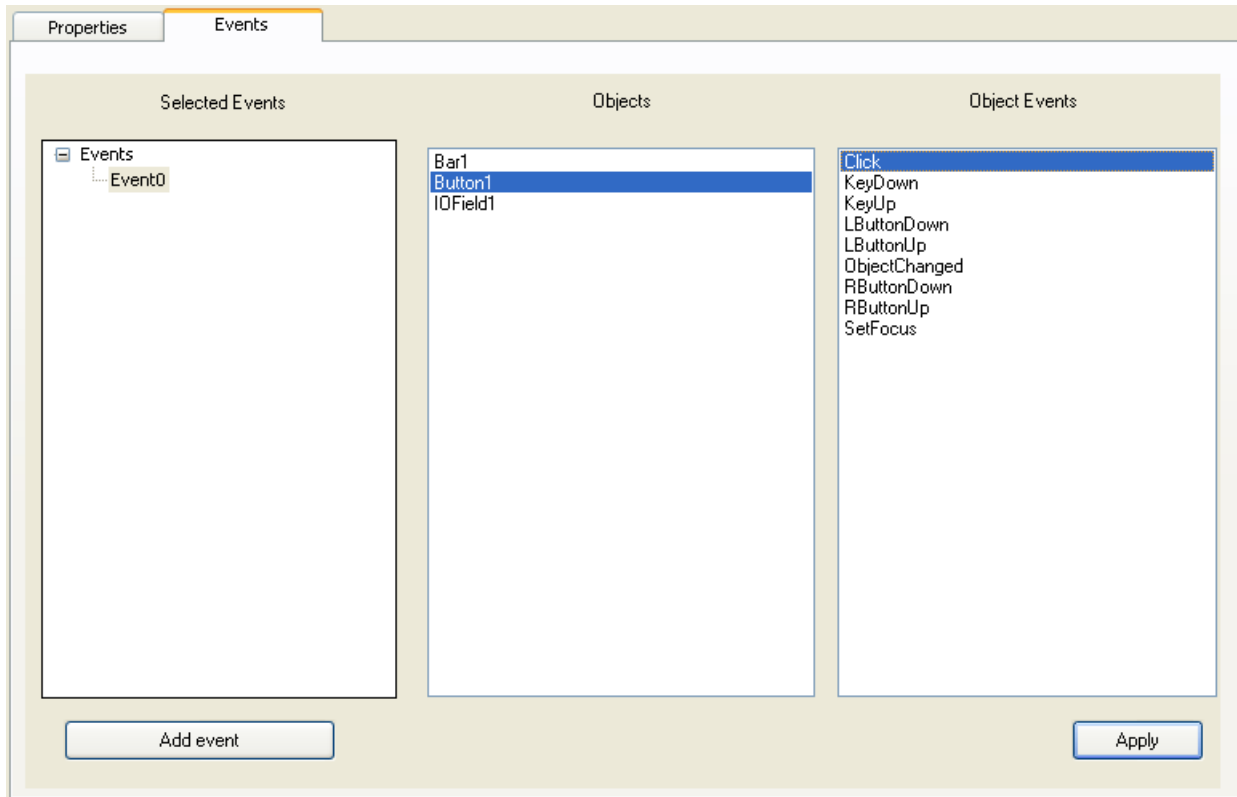 Properties
Events
Selected Events
Objects
Object Events
Events
Event0
Bar1
Button1
IOField1
Click
KeyDown
KeyUp
LButtonDown
LButtonUp
ObjectChanged
RButtonDown
RButtonUp
SetFocus
Add event
Apply